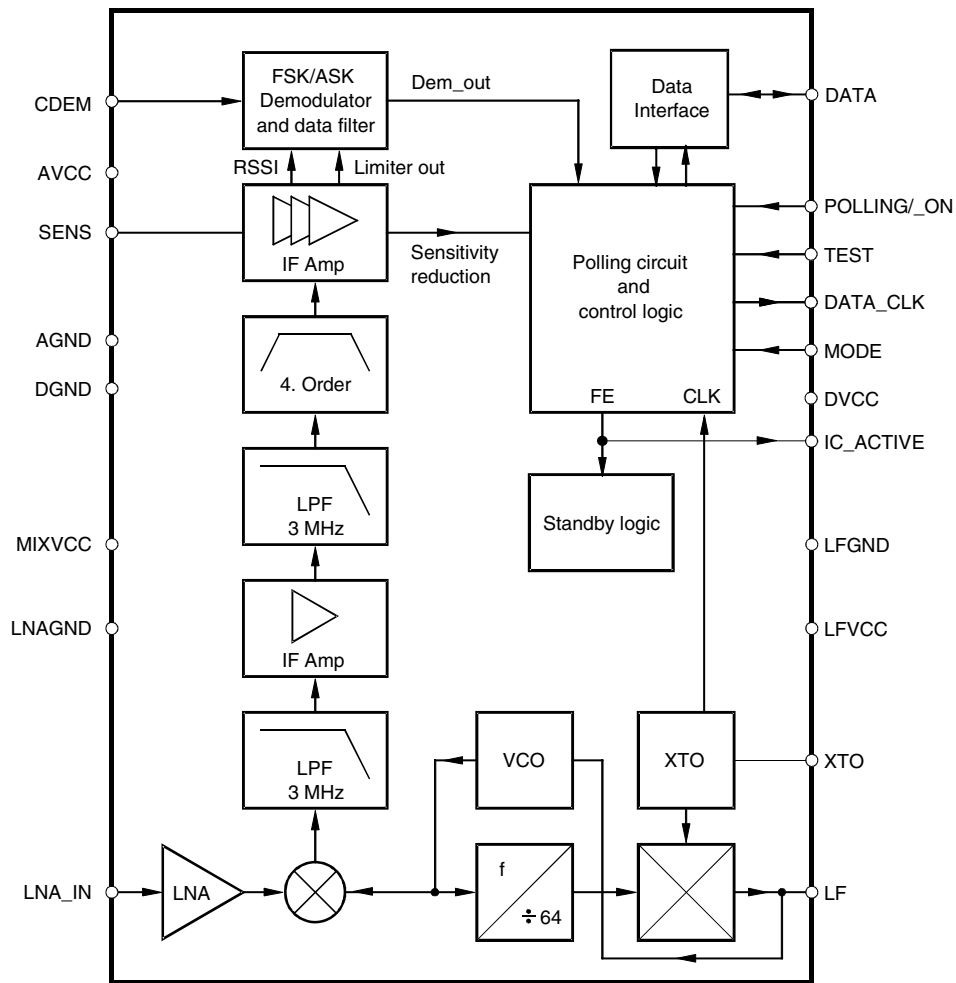 FSK/ASK
Demodulator
and data filter
Dem_out
Data
Interface
CDEM
DATA
RSSI
Limiter out
AVCC
SENS
IF Amp
Sensitivity
reduction
Polling circuit
and
control logic
FE
CLK
POLLING/_ON
TEST
DATA_CLK
MODE
DVCC
IC_ACTIVE
AGND
DGND
4. Order
LPF
3 MHz
Standby logic
MIXVCC
LFGND
IF Amp
LNAGND
LFVCC
LPF
3 MHz
VCO
XTO
XTO
LNA_IN
LNA
f
÷ 64
LF